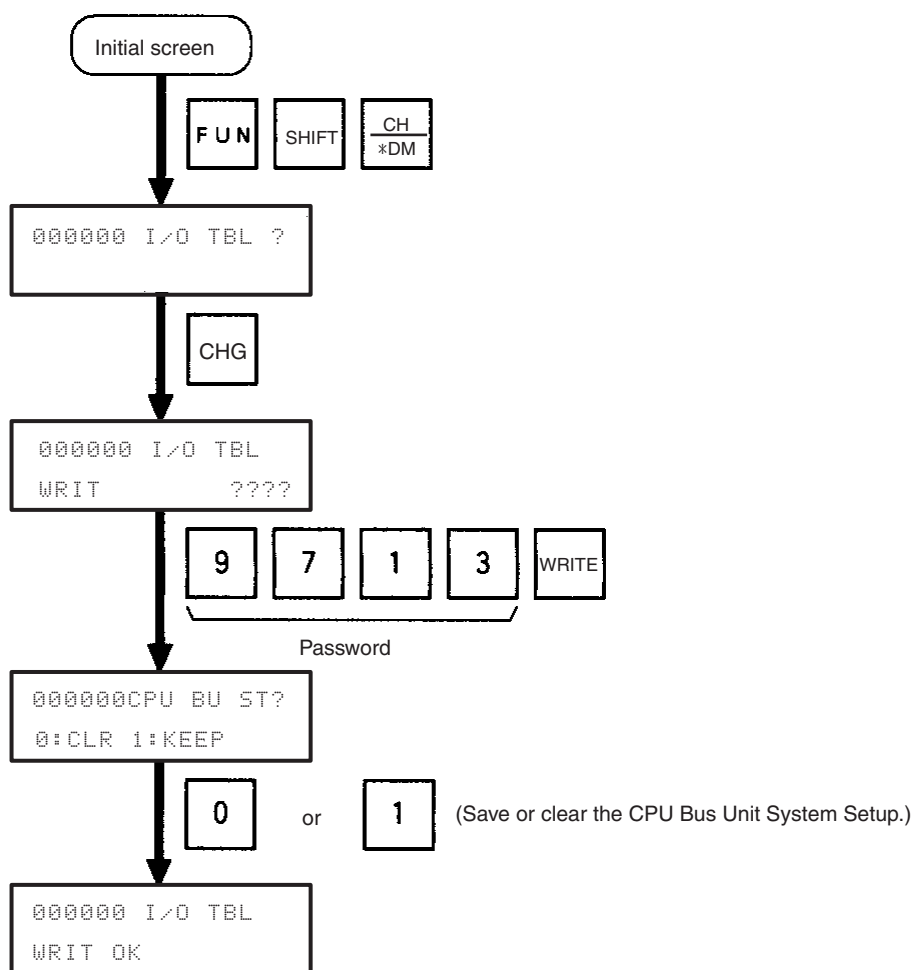 Initial screen
FUN SHIFT CH
*DM
000000 I/O TBL ?
CHG
000000 I/O TBL
WRIT ????
9 7 1 3 WRITE
Password
000000CPU BU ST?
0:CLR 1:KEEP
0 or 1 (Save or clear the CPU Bus Unit System Setup.)
000000 I/O TBL
WRIT OK